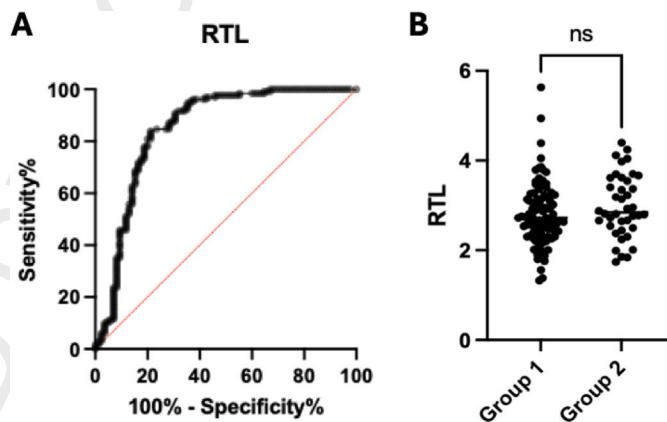 A
RTL
Sensitivity%
100
80
60
40
20
0
0 20 40 60 80 100
100% - Specificity%
B
ns
RTL
6
4
2
0
Group 1
Group 2